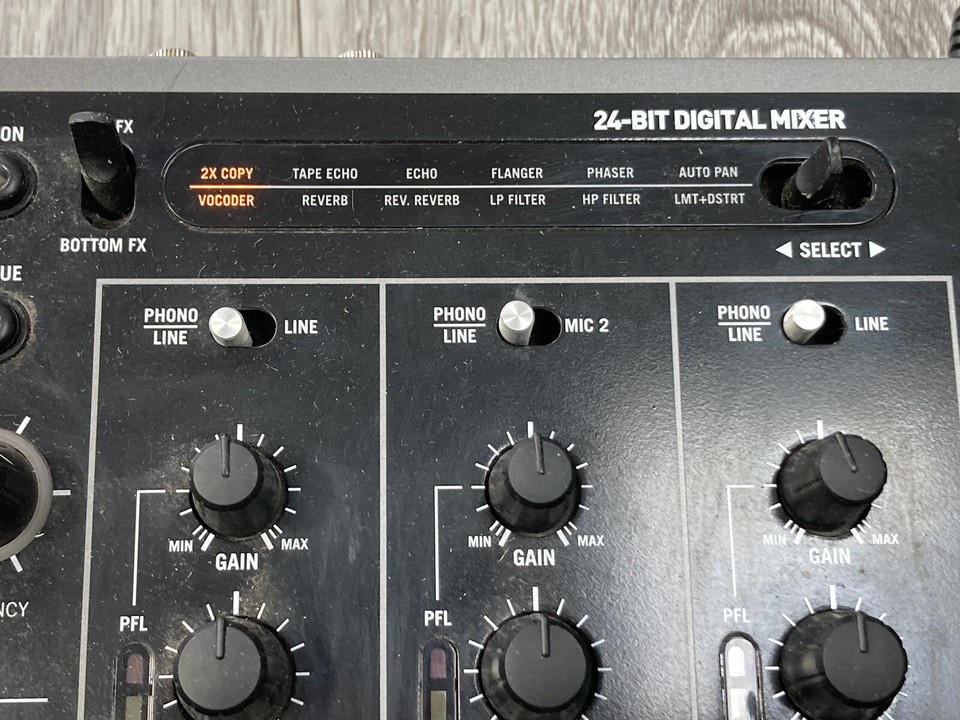 ON
FX
24-BIT DIGITAL MIXER
2X COPY TAPE ECHO ECHO FLANGER PHASER AUTO PAN
VOCODER REVERB REV. REVERB LP FILTER HP FILTER LMT+DSTRT
BOTTOM FX
◀ SELECT ▶
UE
PHONO LINE PHONO MIC 2 PHONO LINE
LINE LINE LINE
MIN MAX MIN MAX MIN MAX
GAIN GAIN GAIN
NCY
PFL PFL PFL